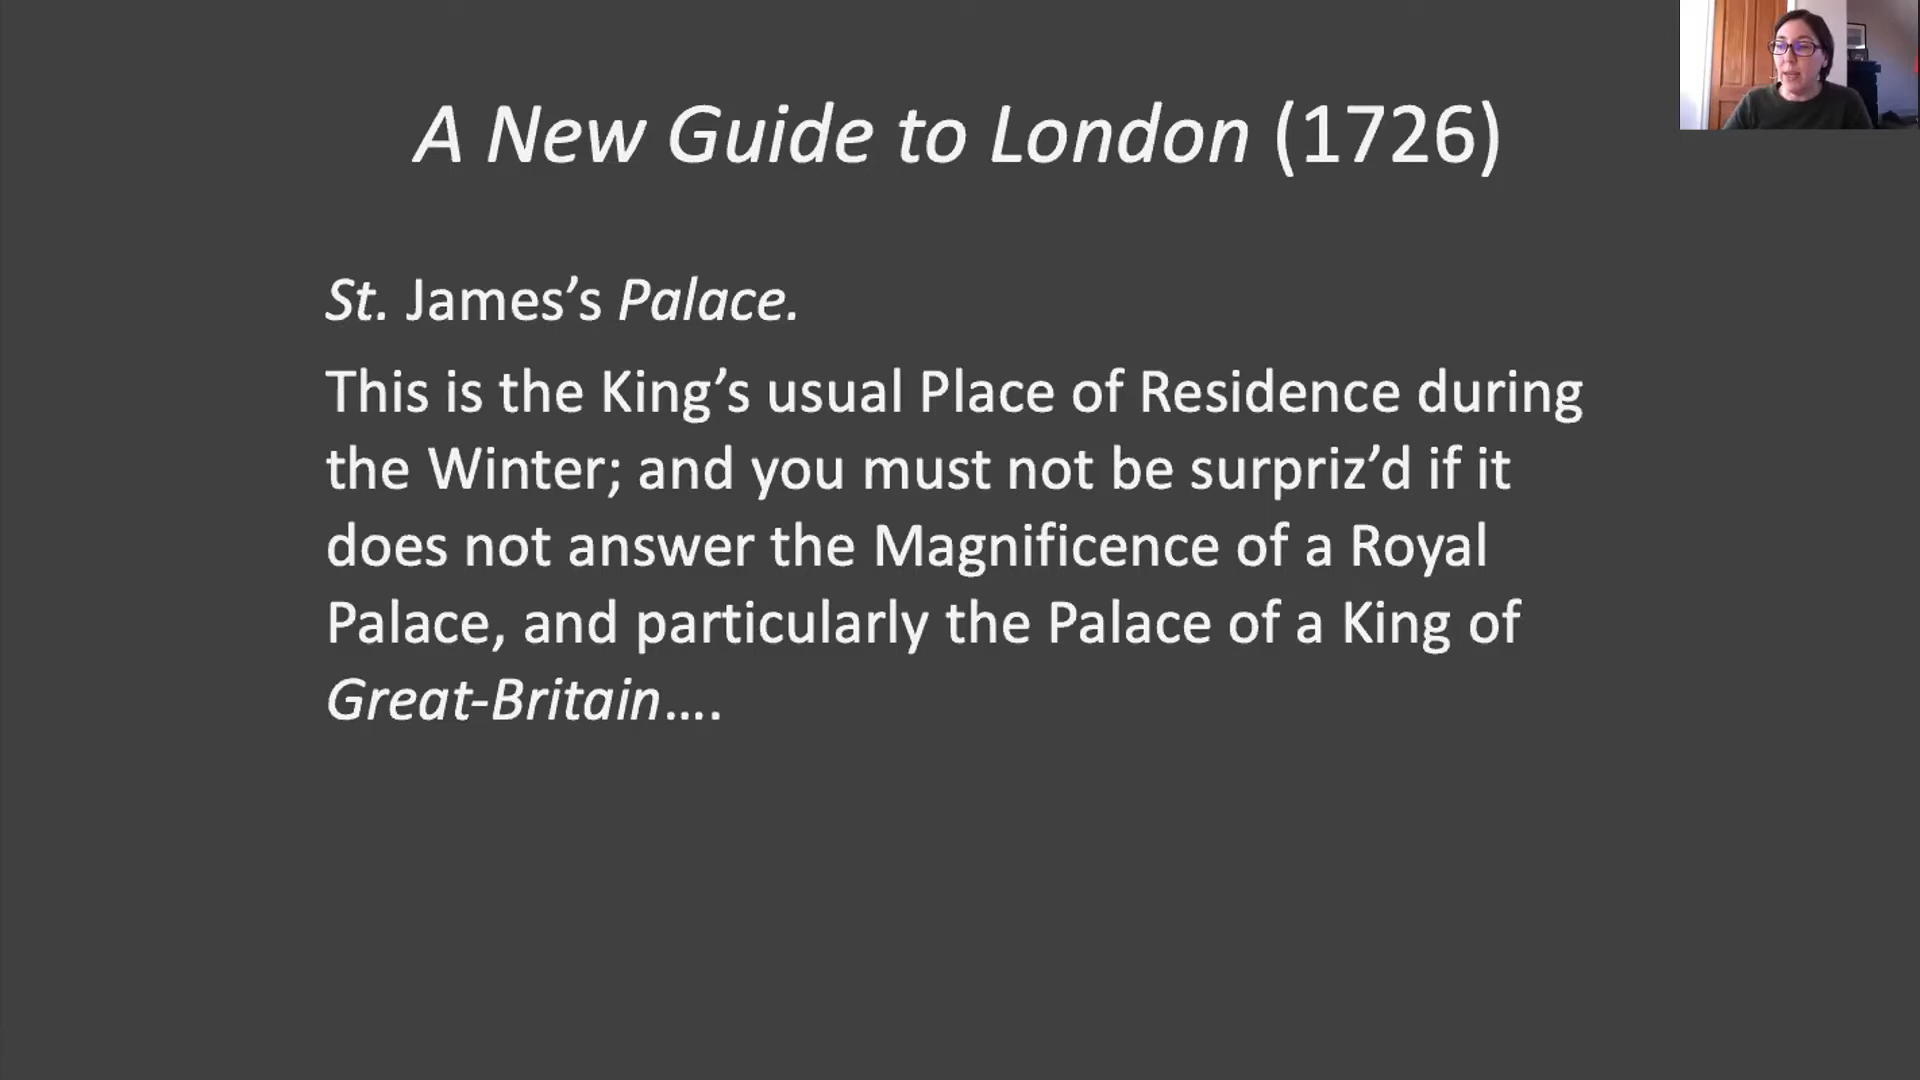 A New Guide to London (1726)
St. James’s Palace.
This is the King’s usual Place of Residence during
the Winter; and you must not be surpriz’d if it
does not answer the Magnificence of a Royal
Palace, and particularly the Palace of a King of
Great-Britain….